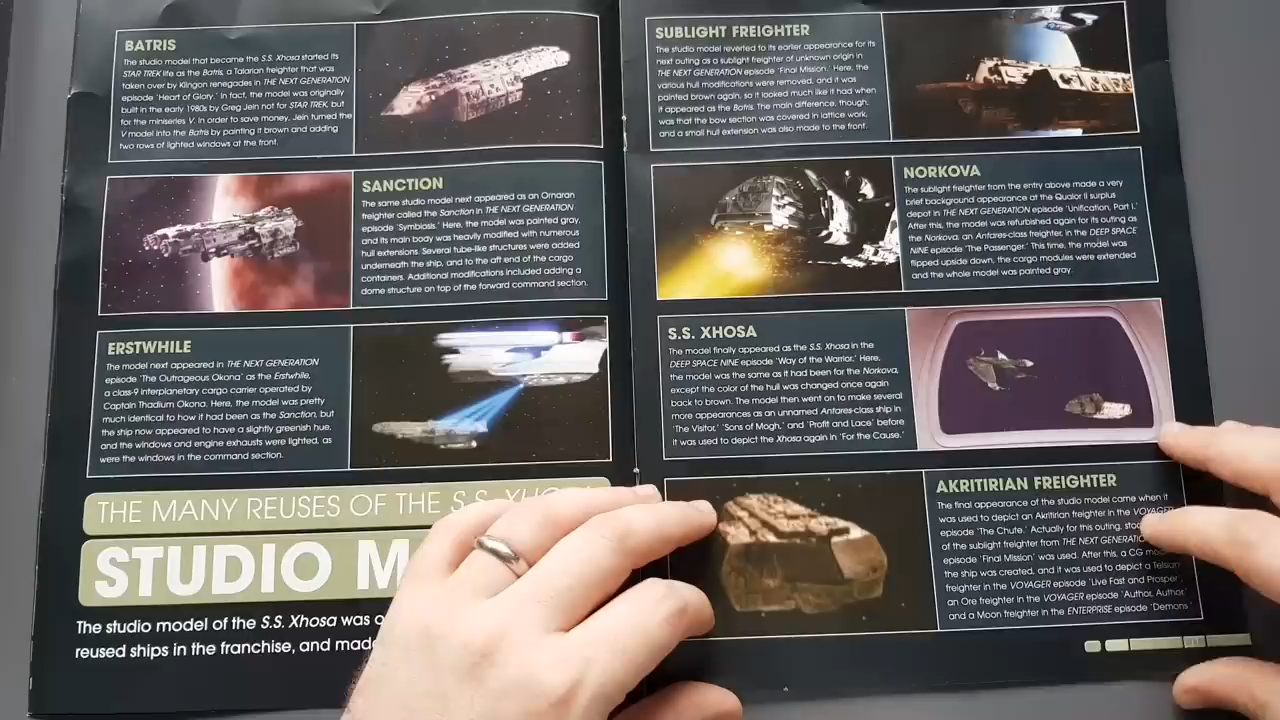 BATRIS
The studio model that became the S.S. Xhosa started its
STAR TREK life as the Batris, a Talarian freighter that was
taken over by Klingon renegades in THE NEXT GENERATION
episode 'Heart of Glory.' In fact, the model was originally
built in the early 1980s by Greg Jein not for STAR TREK, but
for the miniseries V. In order to save money, Jein turned the
V model into the Batris by painting it brown and adding
two rows of lighted windows at the front.
SANCTION
The same studio model next appeared as an Ornaran
freighter called the Sanction in THE NEXT GENERATION
episode 'Symbiosis.' Here, the model was painted gray,
and its main body was heavily modified with numerous
hull extensions. Several tube-like structures were added
underneath the ship, and to the aft end of the cargo
containers. Additional modifications included adding a
dome structure on top of the forward command section.
ERSTWHILE
The model next appeared in THE NEXT GENERATION
episode 'The Outrageous Okona' as the Erstwhile,
a class-9 interplanetary cargo carrier operated by
Captain Thadium Okona. Here, the model was pretty
much identical to how it had been as the Sanction, but
the ship now appeared to have a slightly greenish hue,
and the windows and engine exhausts were lighted, as
were the windows in the command section.
THE MANY REUSES OF THE S.S. XHO
STUDIO M
The studio model of the S.S. Xhosa was
reused ships in the franchise, and made
SUBLIGHT FREIGHTER
The studio model reverted to its earlier appearance for its
next outing as a sublight freighter of unknown origin in
THE NEXT GENERATION episode 'Final Mission.' Here, the
various hull modifications were removed, and it was
painted brown again, so it looked much like it had when
it appeared as the Batris. The main difference, though,
was that the bow section was covered in lattice work,
and a small hull extension was also made to the front.
NORKOVA
The sublight freighter from the entry above made a very
brief background appearance at the Qualor II surplus
depot in THE NEXT GENERATION episode 'Unification, Part I.'
After this, the model was refurbished again for its outing as
the Norkova, an Antares-class freighter, in the DEEP SPACE
NINE episode 'The Passenger.' This time, the model was
flipped upside down, the cargo modules were extended
and the whole model was painted gray.
S.S. XHOSA
The model finally appeared as the S.S. Xhosa in the
DEEP SPACE NINE episode 'Way of the Warrior.' Here,
the model was the same as it had been for the Norkova,
except the color of the hull was changed once again
back to brown. The model then went on to make several
more appearances as an unnamed Antares-class ship in
'The Visitor,' 'Sons of Mogh,' and 'Profit and Lace' before
it was used to depict the Xhosa again in 'For the Cause.'
AKRITIRIAN FREIGHTER
The final appearance of the studio model came when it
was used to depict an Akritirian freighter in the VOYAGER
episode 'The Chute.' Actually for this outing, sto
of the sublight freighter from THE NEXT GENERATIO
episode 'Final Mission' was used. After this, a CG mo
the ship was created, and it was used to depict a Telsian
freighter in the VOYAGER episode 'Live Fast and Prosper',
an Ore freighter in the VOYAGER episode 'Author, Author,'
and a Moon freighter in the ENTERPRISE episode 'Demons'